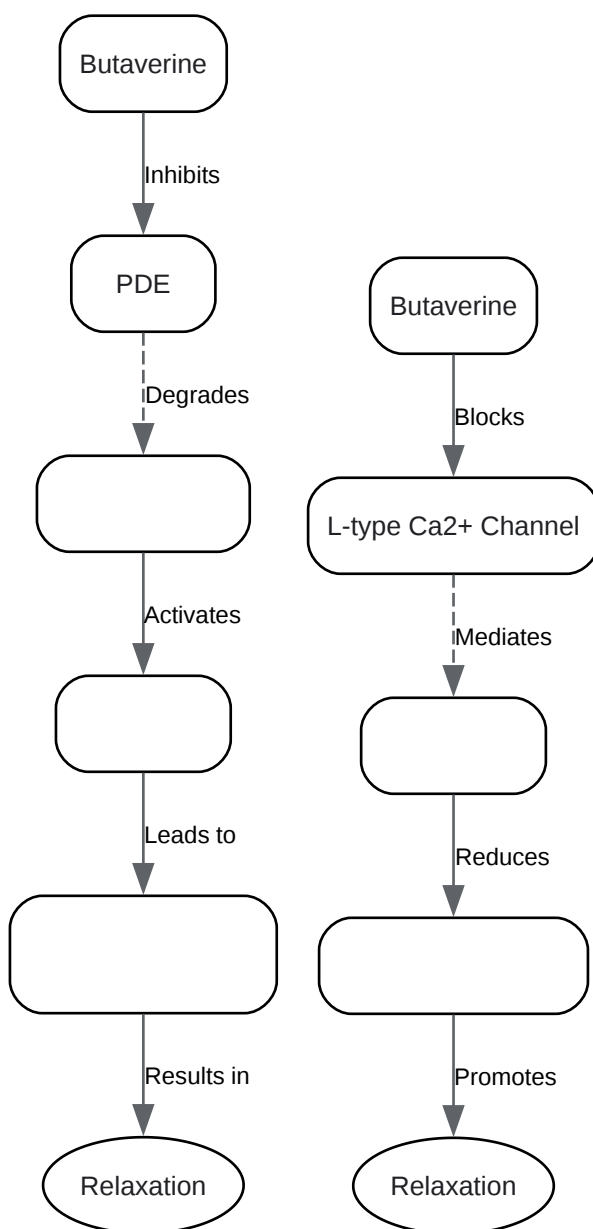 Butaverine
Inhibits
PDE
Degrades
Activates
Leads to
Results in
Relaxation
Butaverine
Blocks
L-type Ca2+ Channel
Mediates
Reduces
Promotes
Relaxation